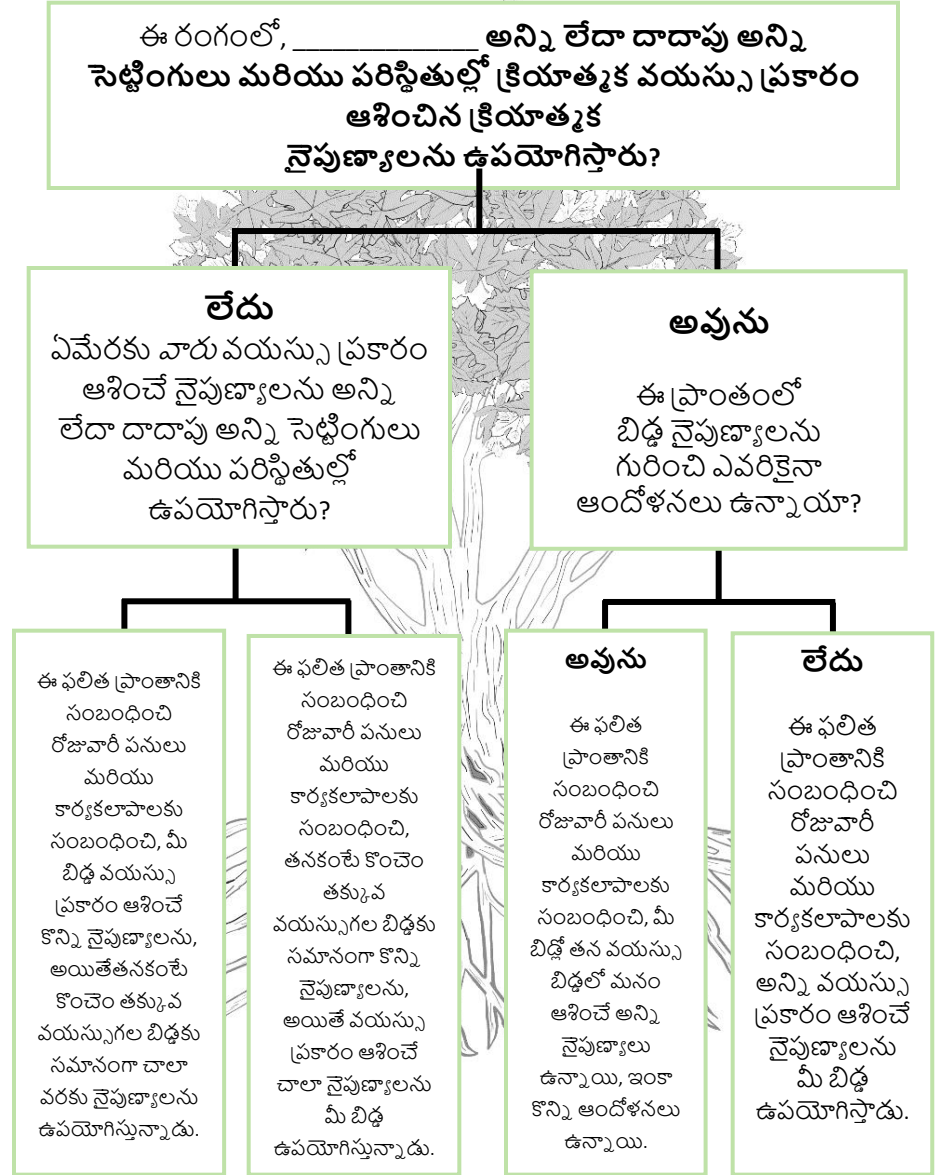 ఈ రంగంలో, ______________ అన్ని లేదా దాదాపు అన్ని
సెట్టింగులు మరియు పరిస్థితుల్లో క్రియాత్మక వయస్సు ప్రకారం
ఆశించిన క్రియాత్మక
నైపుణ్యాలను ఉపయోగిస్తారు?
లేదు
ఏమేరకు వారు వయస్సు ప్రకారం
ఆశించే నైపుణ్యాలను అన్ని
లేదా దాదాపు అన్ని సెట్టింగులు
మరియు పరిస్థితుల్లో
ఉపయోగిస్తారు?
అవును
ఈ ప్రాంతంలో
బిడ్డ నైపుణ్యాలను
గురించి ఎవరికైనా
ఆందోళనలు ఉన్నాయా?
ఈ ఫలిత ప్రాంతానికి
సంబంధించి
రోజువారీ పనులు
మరియు
కార్యకలాపాలకు
సంబంధించి, మీ
బిడ్డ వయస్సు
ప్రకారం ఆశించే
కొన్ని నైపుణ్యాలను,
అయితేతనకంటే
కొంచెం తక్కువ
వయస్సుగల బిడ్డకు
సమానంగా చాలా
వరకు నైపుణ్యాలను
ఉపయోగిస్తున్నాడు.
ఈ ఫలిత ప్రాంతానికి
సంబంధించి
రోజువారీ పనులు
మరియు
కార్యకలాపాలకు
సంబంధించి,
తనకంటే కొంచెం
తక్కువ
వయస్సుగల బిడ్డకు
సమానంగా కొన్ని
నైపుణ్యాలను,
అయితే వయస్సు
ప్రకారం ఆశించే
చాలా నైపుణ్యాలను
మీ బిడ్డ
ఉపయోగిస్తున్నాడు.
అవును
ఈ ఫలిత
ప్రాంతానికి
సంబంధించి
రోజువారీ పనులు
మరియు
కార్యకలాపాలకు
సంబంధించి, మీ
బిడ్లో తన వయస్సు
బిడ్డలో మనం
ఆశించే అన్ని
నైపుణ్యాలు
ఉన్నాయి, ఇంకా
కొన్ని ఆందోళనలు
ఉన్నాయి.
లేదు
ఈ ఫలిత
ప్రాంతానికి
సంబంధించి
రోజువారీ
పనులు
మరియు
కార్యకలాపాలకు
సంబంధించి,
అన్ని వయస్సు
ప్రకారం ఆశించే
నైపుణ్యాలను
మీ బిడ్డ
ఉపయోగిస్తాడు.